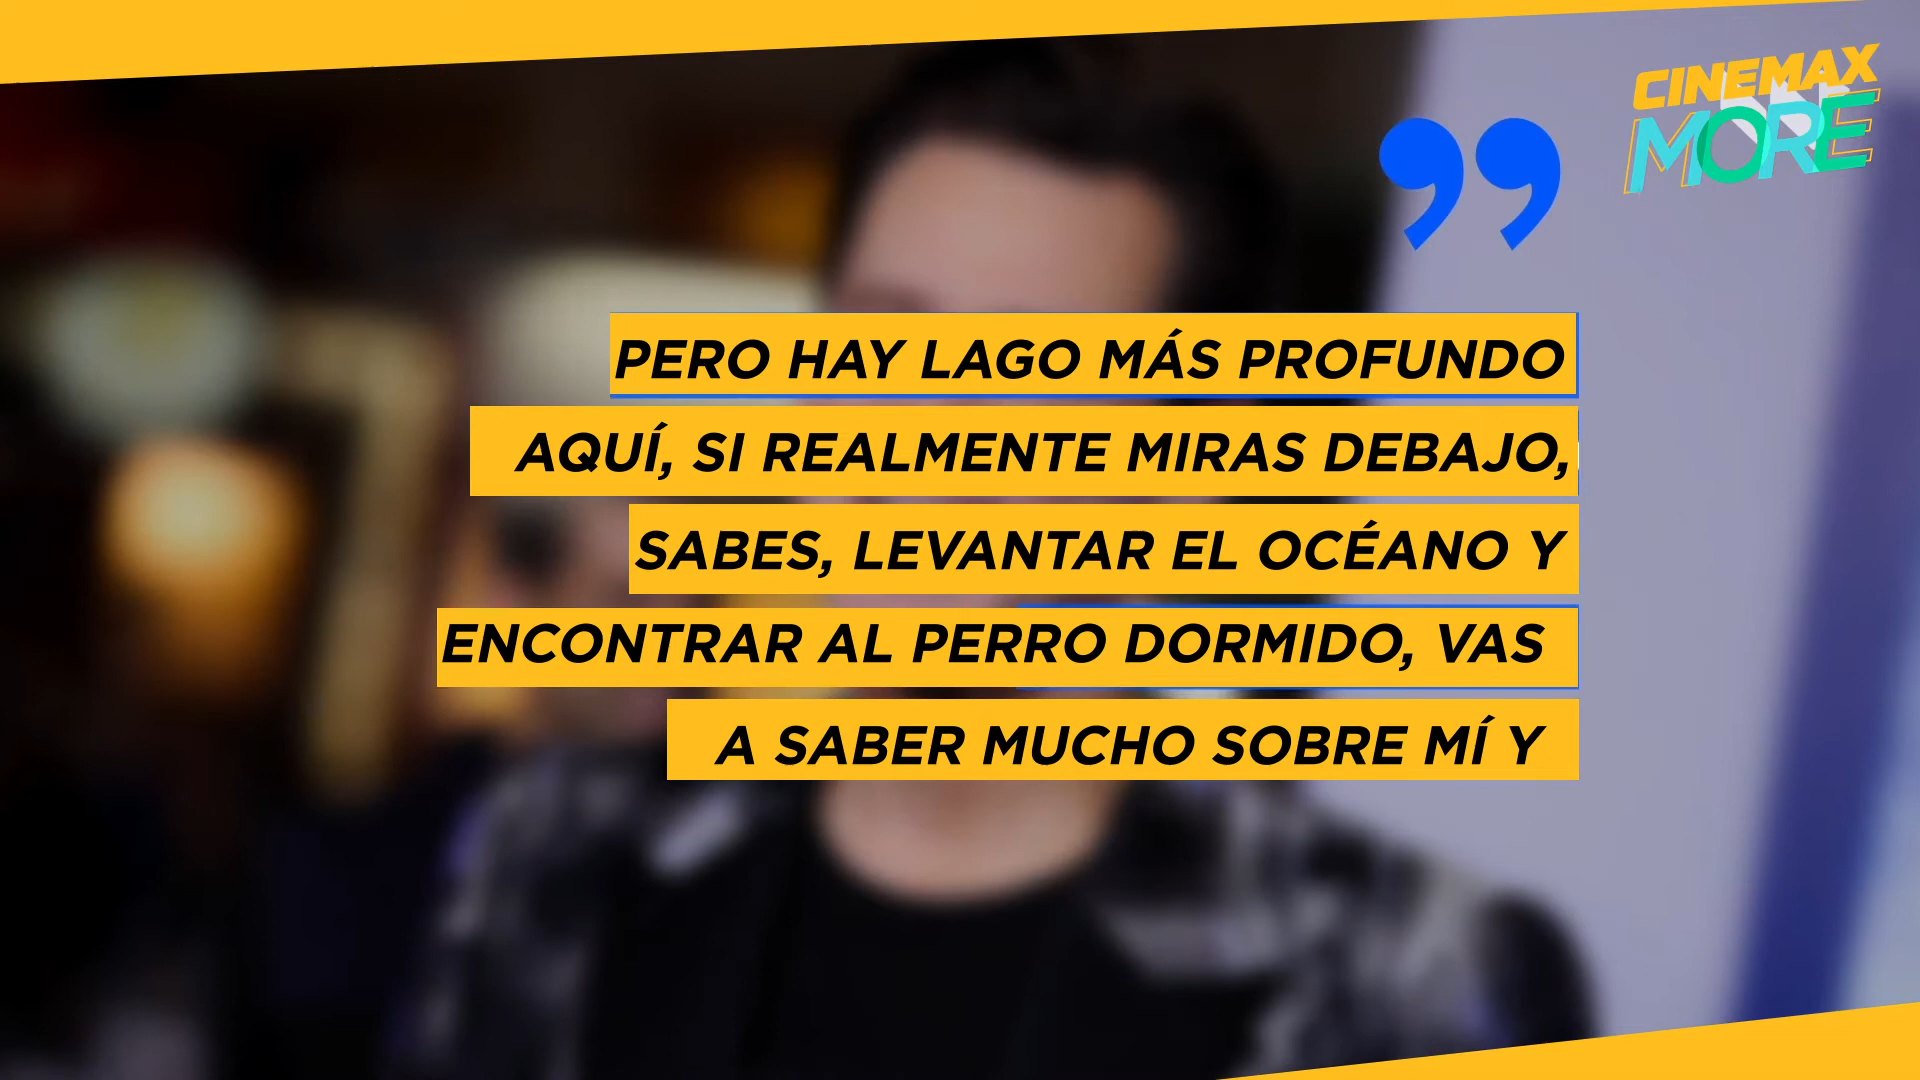 CINEMAX
MORE
”
PERO HAY LAGO MÁS PROFUNDO
AQUÍ, SI REALMENTE MIRAS DEBAJO,
SABES, LEVANTAR EL OCÉANO Y
ENCONTRAR AL PERRO DORMIDO, VAS
A SABER MUCHO SOBRE MÍ Y